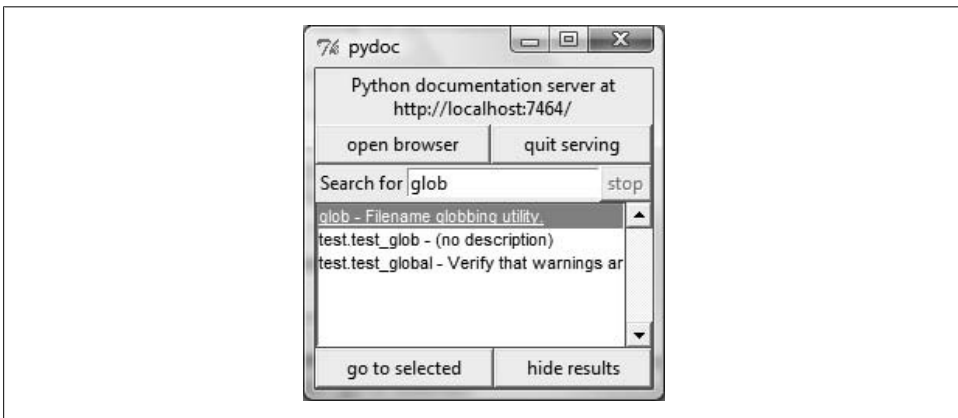 pydoc
Python documentation server at
http://localhost:7464/
open browser
quit serving
Search for glob
stop
glob - Filename globbing utility.
test.test_glob - (no description)
test.test_global - Verify that warnings ar
go to selected
hide results